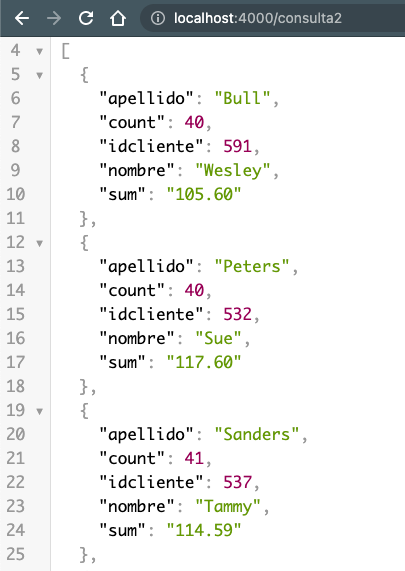 localhost:4000/consulta2
4 [
5 {
6 "apellido": "Bull",
7 "count": 40,
8 "idcliente": 591,
9 "nombre": "Wesley",
10 "sum": "105.60"
11 },
12 {
13 "apellido": "Peters",
14 "count": 40,
15 "idcliente": 532,
16 "nombre": "Sue",
17 "sum": "117.60"
18 },
19 {
20 "apellido": "Sanders",
21 "count": 41,
22 "idcliente": 537,
23 "nombre": "Tammy",
24 "sum": "114.59"
25 },